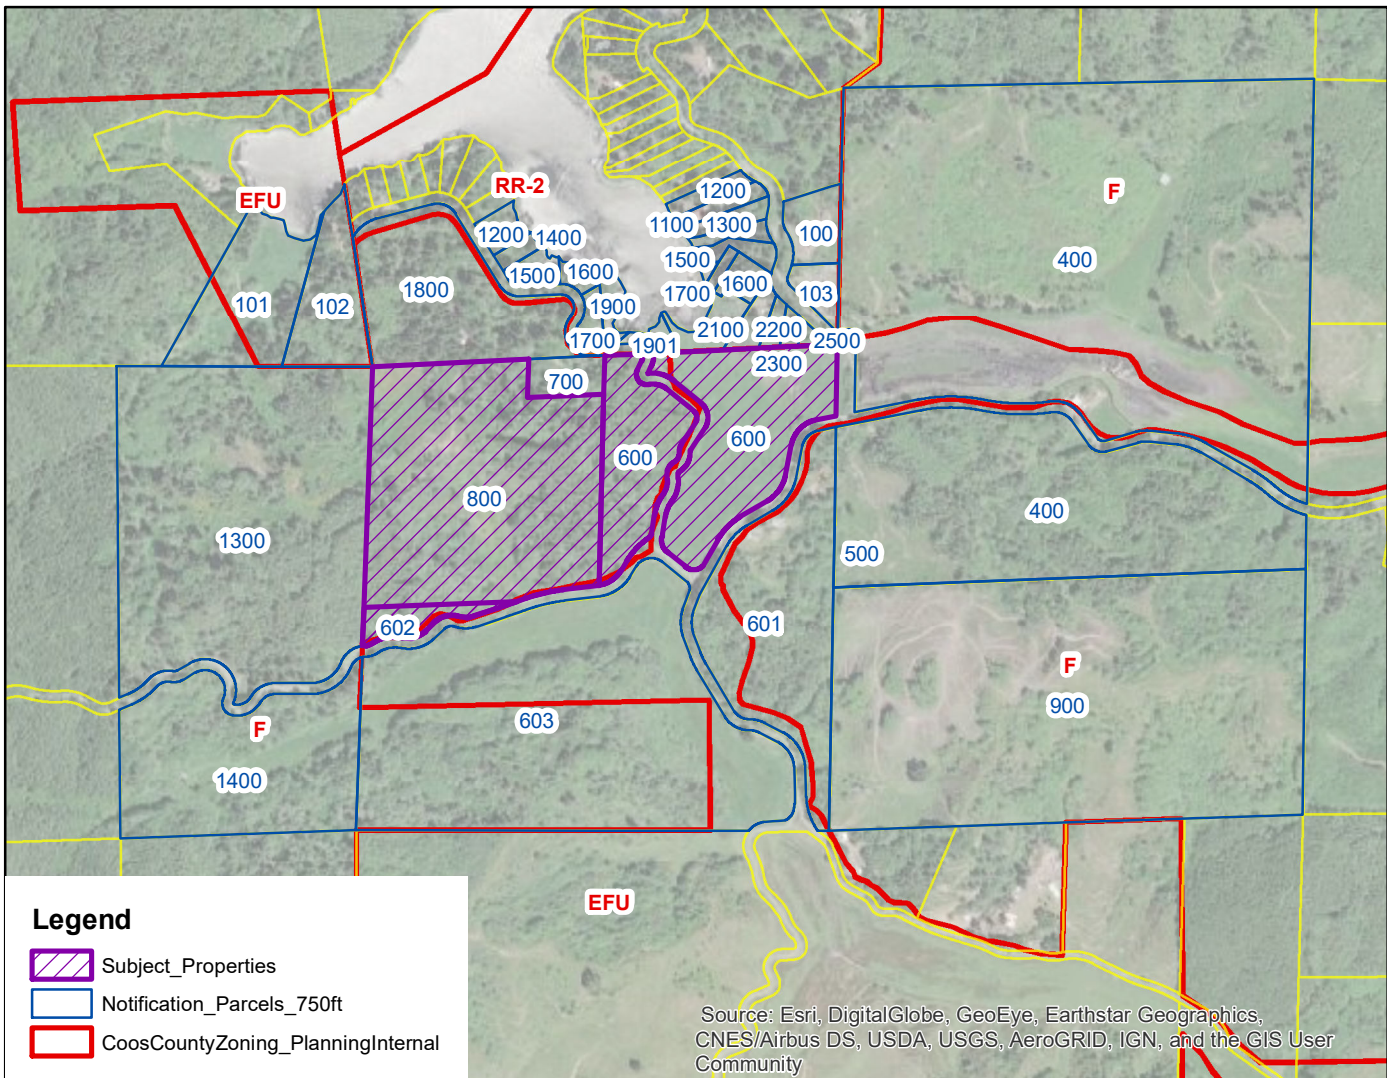 1200
RR-2
F
EFU
1100
1300
1200
1400
100
1500
400
1500
1600
1600
1800
1700
103
101
102
1900
2100
2200
1700
1901
2500
2300
700
600
600
800
400
1300
500
601
602
F
900
603
F
1400
EFU
Legend
Subject_Properties
Notification_Parcels_750ft
CoosCountyZoning_PlanningInternal
Source: Esri, DigitalGlobe, GeoEye, Earthstar Geographics,
CNES/Airbus DS, USDA, USGS, AeroGRID, IGN, and the GIS User
Community